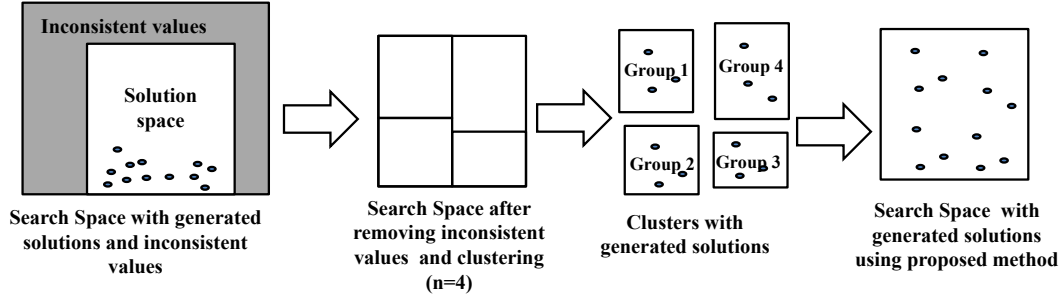 Inconsistent values
Solution
space
Search Space with generated
solutions and inconsistent
values
Search Space after
removing inconsistent
values and clustering
(n=4)
Group 1
Group 4
Group 2
Group 3
Clusters with
generated solutions
Search Space with
generated solutions
using proposed method